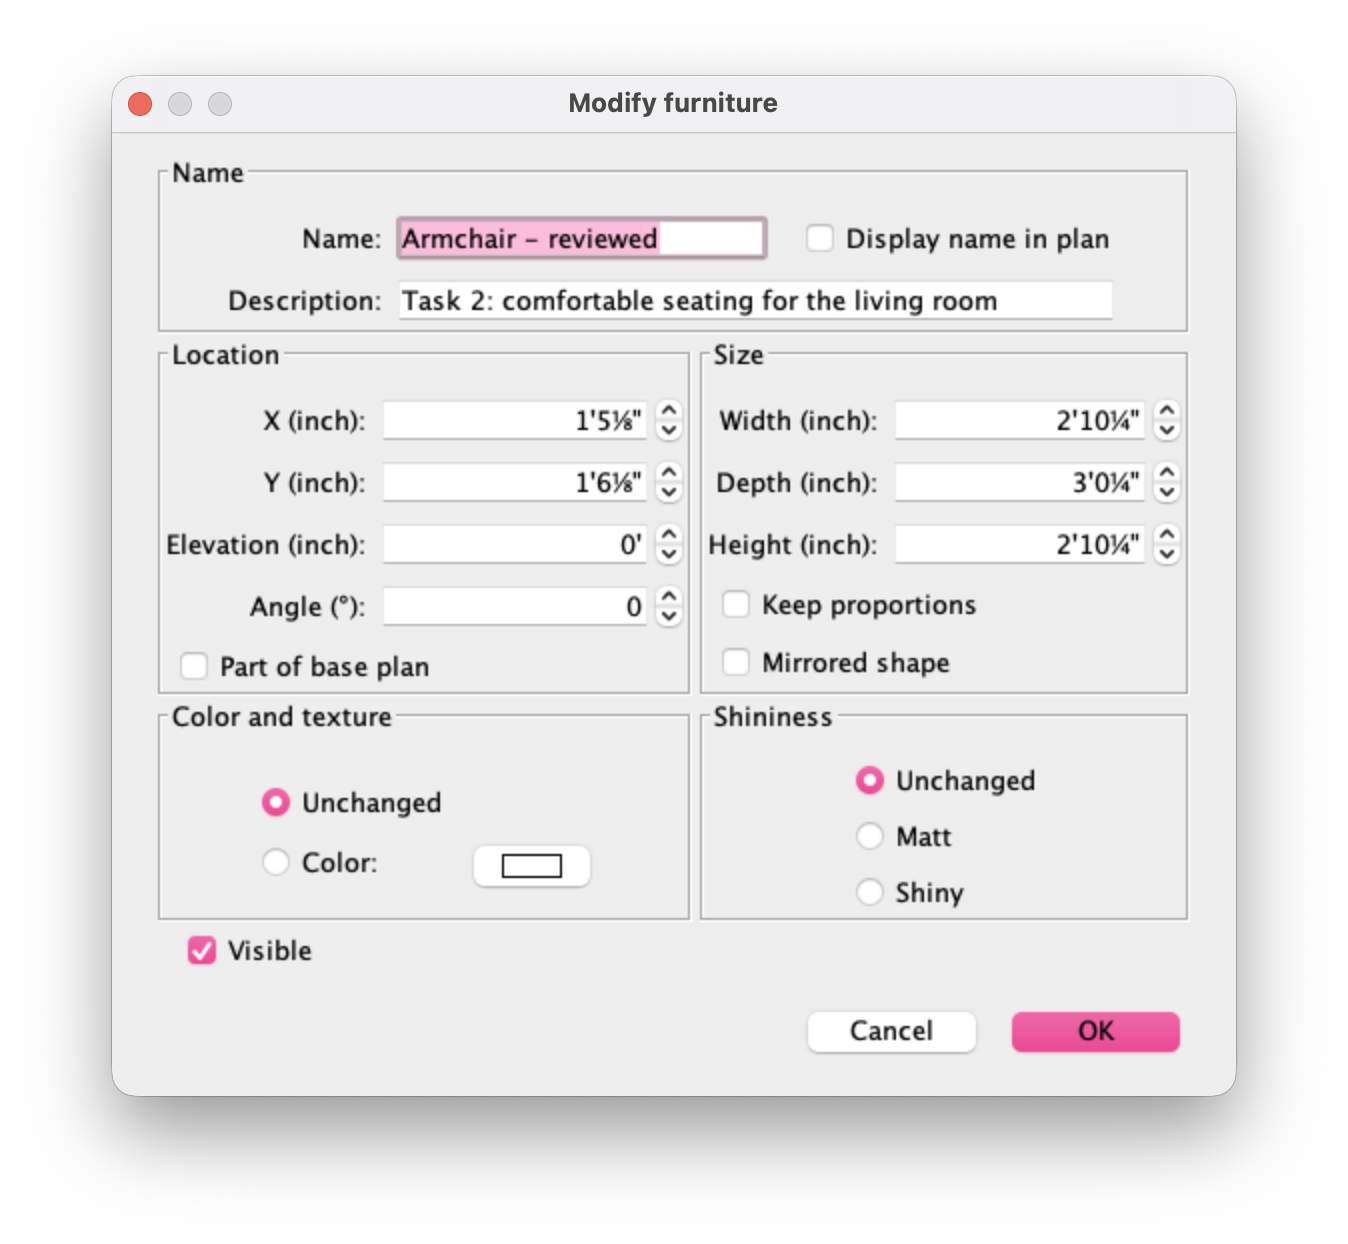 Modify furniture
Name
Name: Armchair – reviewed Display name in plan
Description: Task 2: comfortable seating for the living room
Location
X (inch): 1'5⅛"
Y (inch): 1'6⅛"
Elevation (inch): 0'
Angle (°): 0
Part of base plan
Size
Width (inch): 2'10¼"
Depth (inch): 3'0¼"
Height (inch): 2'10¼"
Keep proportions
Mirrored shape
Color and texture
Unchanged
Color:
Shininess
Unchanged
Matt
Shiny
Visible
Cancel OK